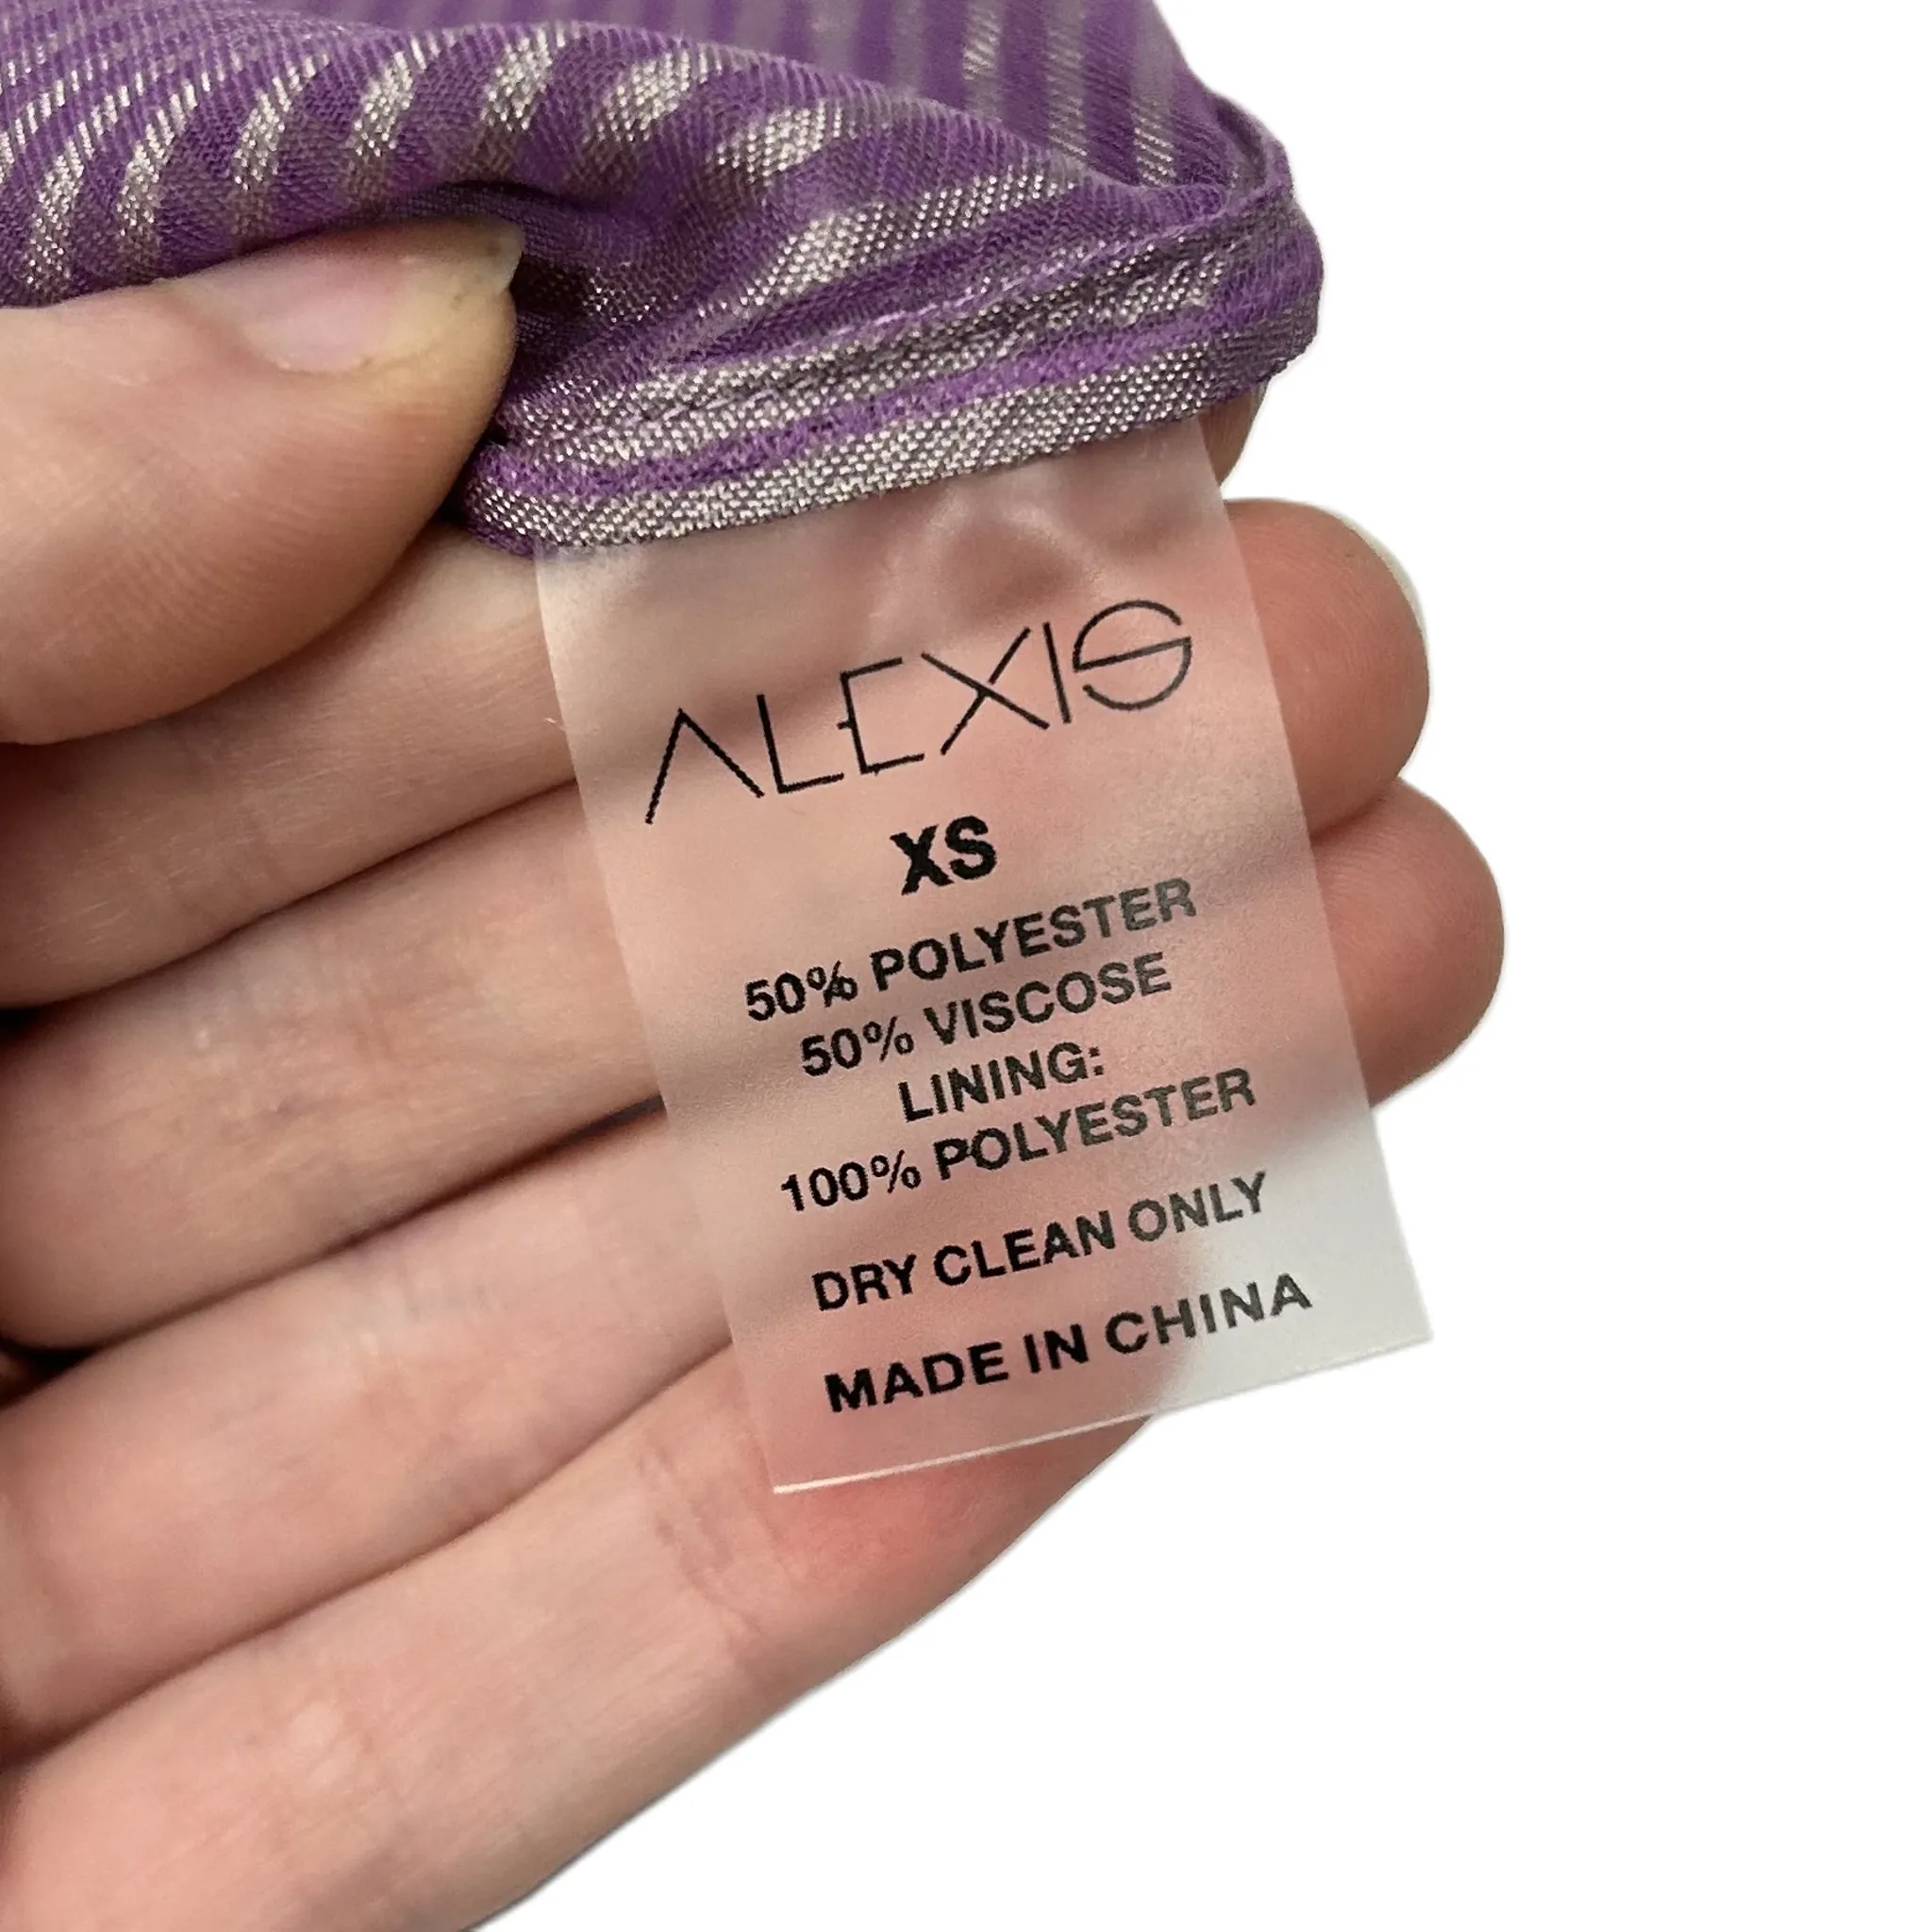 ALEXIS
XS
50% POLYESTER
50% VISCOSE
LINING:
100% POLYESTER
DRY CLEAN ONLY
MADE IN CHINA